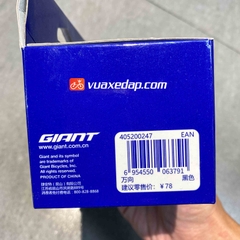 vuaxedap.com
GIANT
www.giant.com.cn
Giant and its symbol
are trademarks of
Giant Bicycles, Inc.
All rights reserved.
PRODUCT OF CHINA
405200247 EAN
6 954550 063791
万向 黑色
建议零售价: ¥78